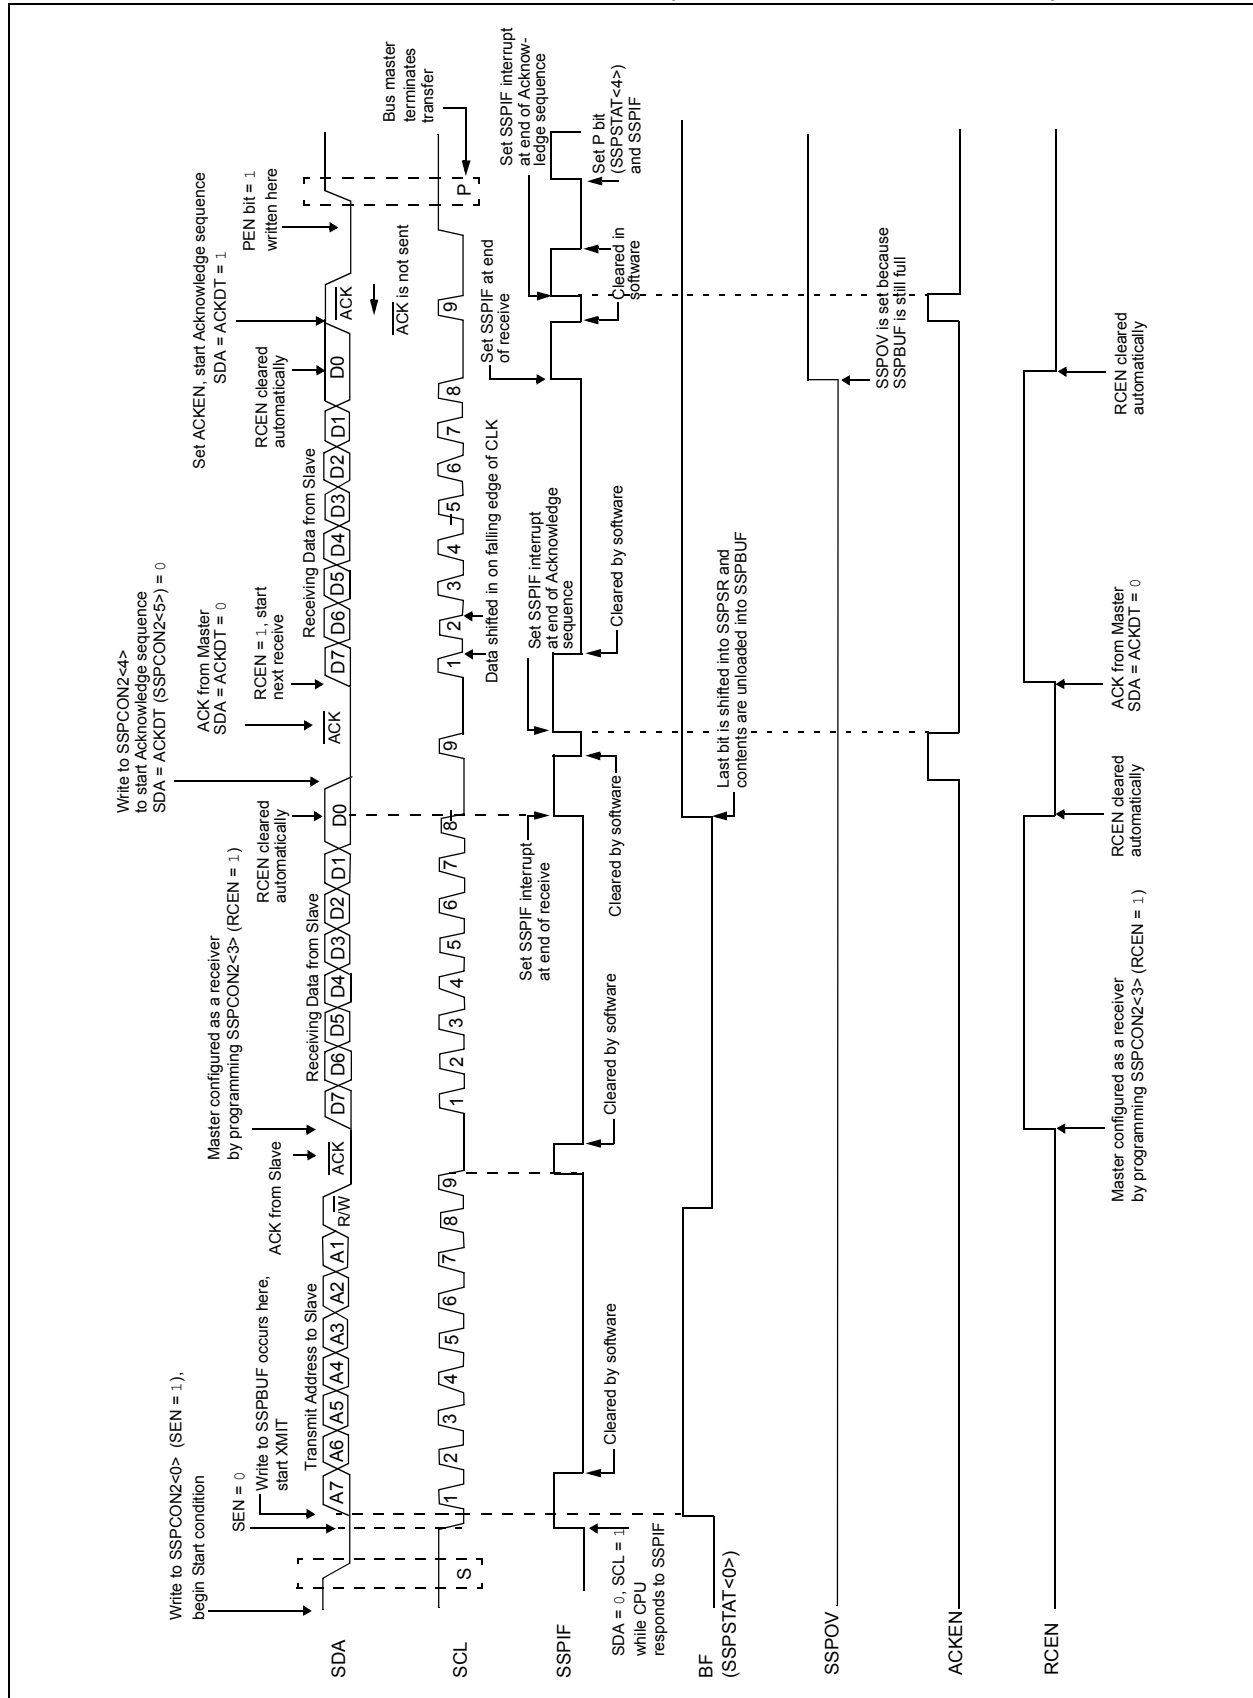 Write to SSPCON2<0> (SEN = 1),
begin Start condition
SEN = 0
Write to SSPBUF occurs here,
start XMIT
Transmit Address to Slave
ACK from Slave
Master configured as a receiver
by programming SSPCON2<3> (RCEN = 1)
Receiving Data from Slave
RCEN cleared
automatically
Write to SSPCON2<4>
to start Acknowledge sequence
SDA = ACKDT (SSPCON2<5>) = 0
ACK from Master
SDA = ACKDT = 0
RCEN = 1, start
next receive
Receiving Data from Slave
RCEN cleared
automatically
Set ACKEN, start Acknowledge sequence
SDA = ACKDT = 1
PEN bit = 1
written here
SDA
A7 A6 A5 A4 A3 A2 A1 R/W ACK D7 D6 D5 D4 D3 D2 D1 D0 ACK D7 D6 D5 D4 D3 D2 D1 D0 ACK
ACK is not sent
Bus master
terminates
transfer
SCL
S 1 2 3 4 5 6 7 8 9 1 2 3 4 5 6 7 8 9 1 2 3 4 5 6 7 8 9 P
Data shifted in on falling edge of CLK
Set SSPIF interrupt
at end of receive
Set SSPIF interrupt
at end of Acknowledge
sequence
Set SSPIF at end
of receive
Set SSPIF interrupt
at end of Acknow-
ledge sequence
SSPIF
SDA = 0, SCL = 1
while CPU
responds to SSPIF
Cleared by software
Cleared by software
Cleared by software
Cleared by software
Cleared in
software
Set P bit
(SSPSTAT<4>)
and SSPIF
BF
(SSPSTAT<0>)
Last bit is shifted into SSPSR and
contents are unloaded into SSPBUF
SSPOV
SSPOV is set because
SSPBUF is still full
ACKEN
RCEN
Master configured as a receiver
by programming SSPCON2<3> (RCEN = 1)
RCEN cleared
automatically
ACK from Master
SDA = ACKDT = 0
RCEN cleared
automatically